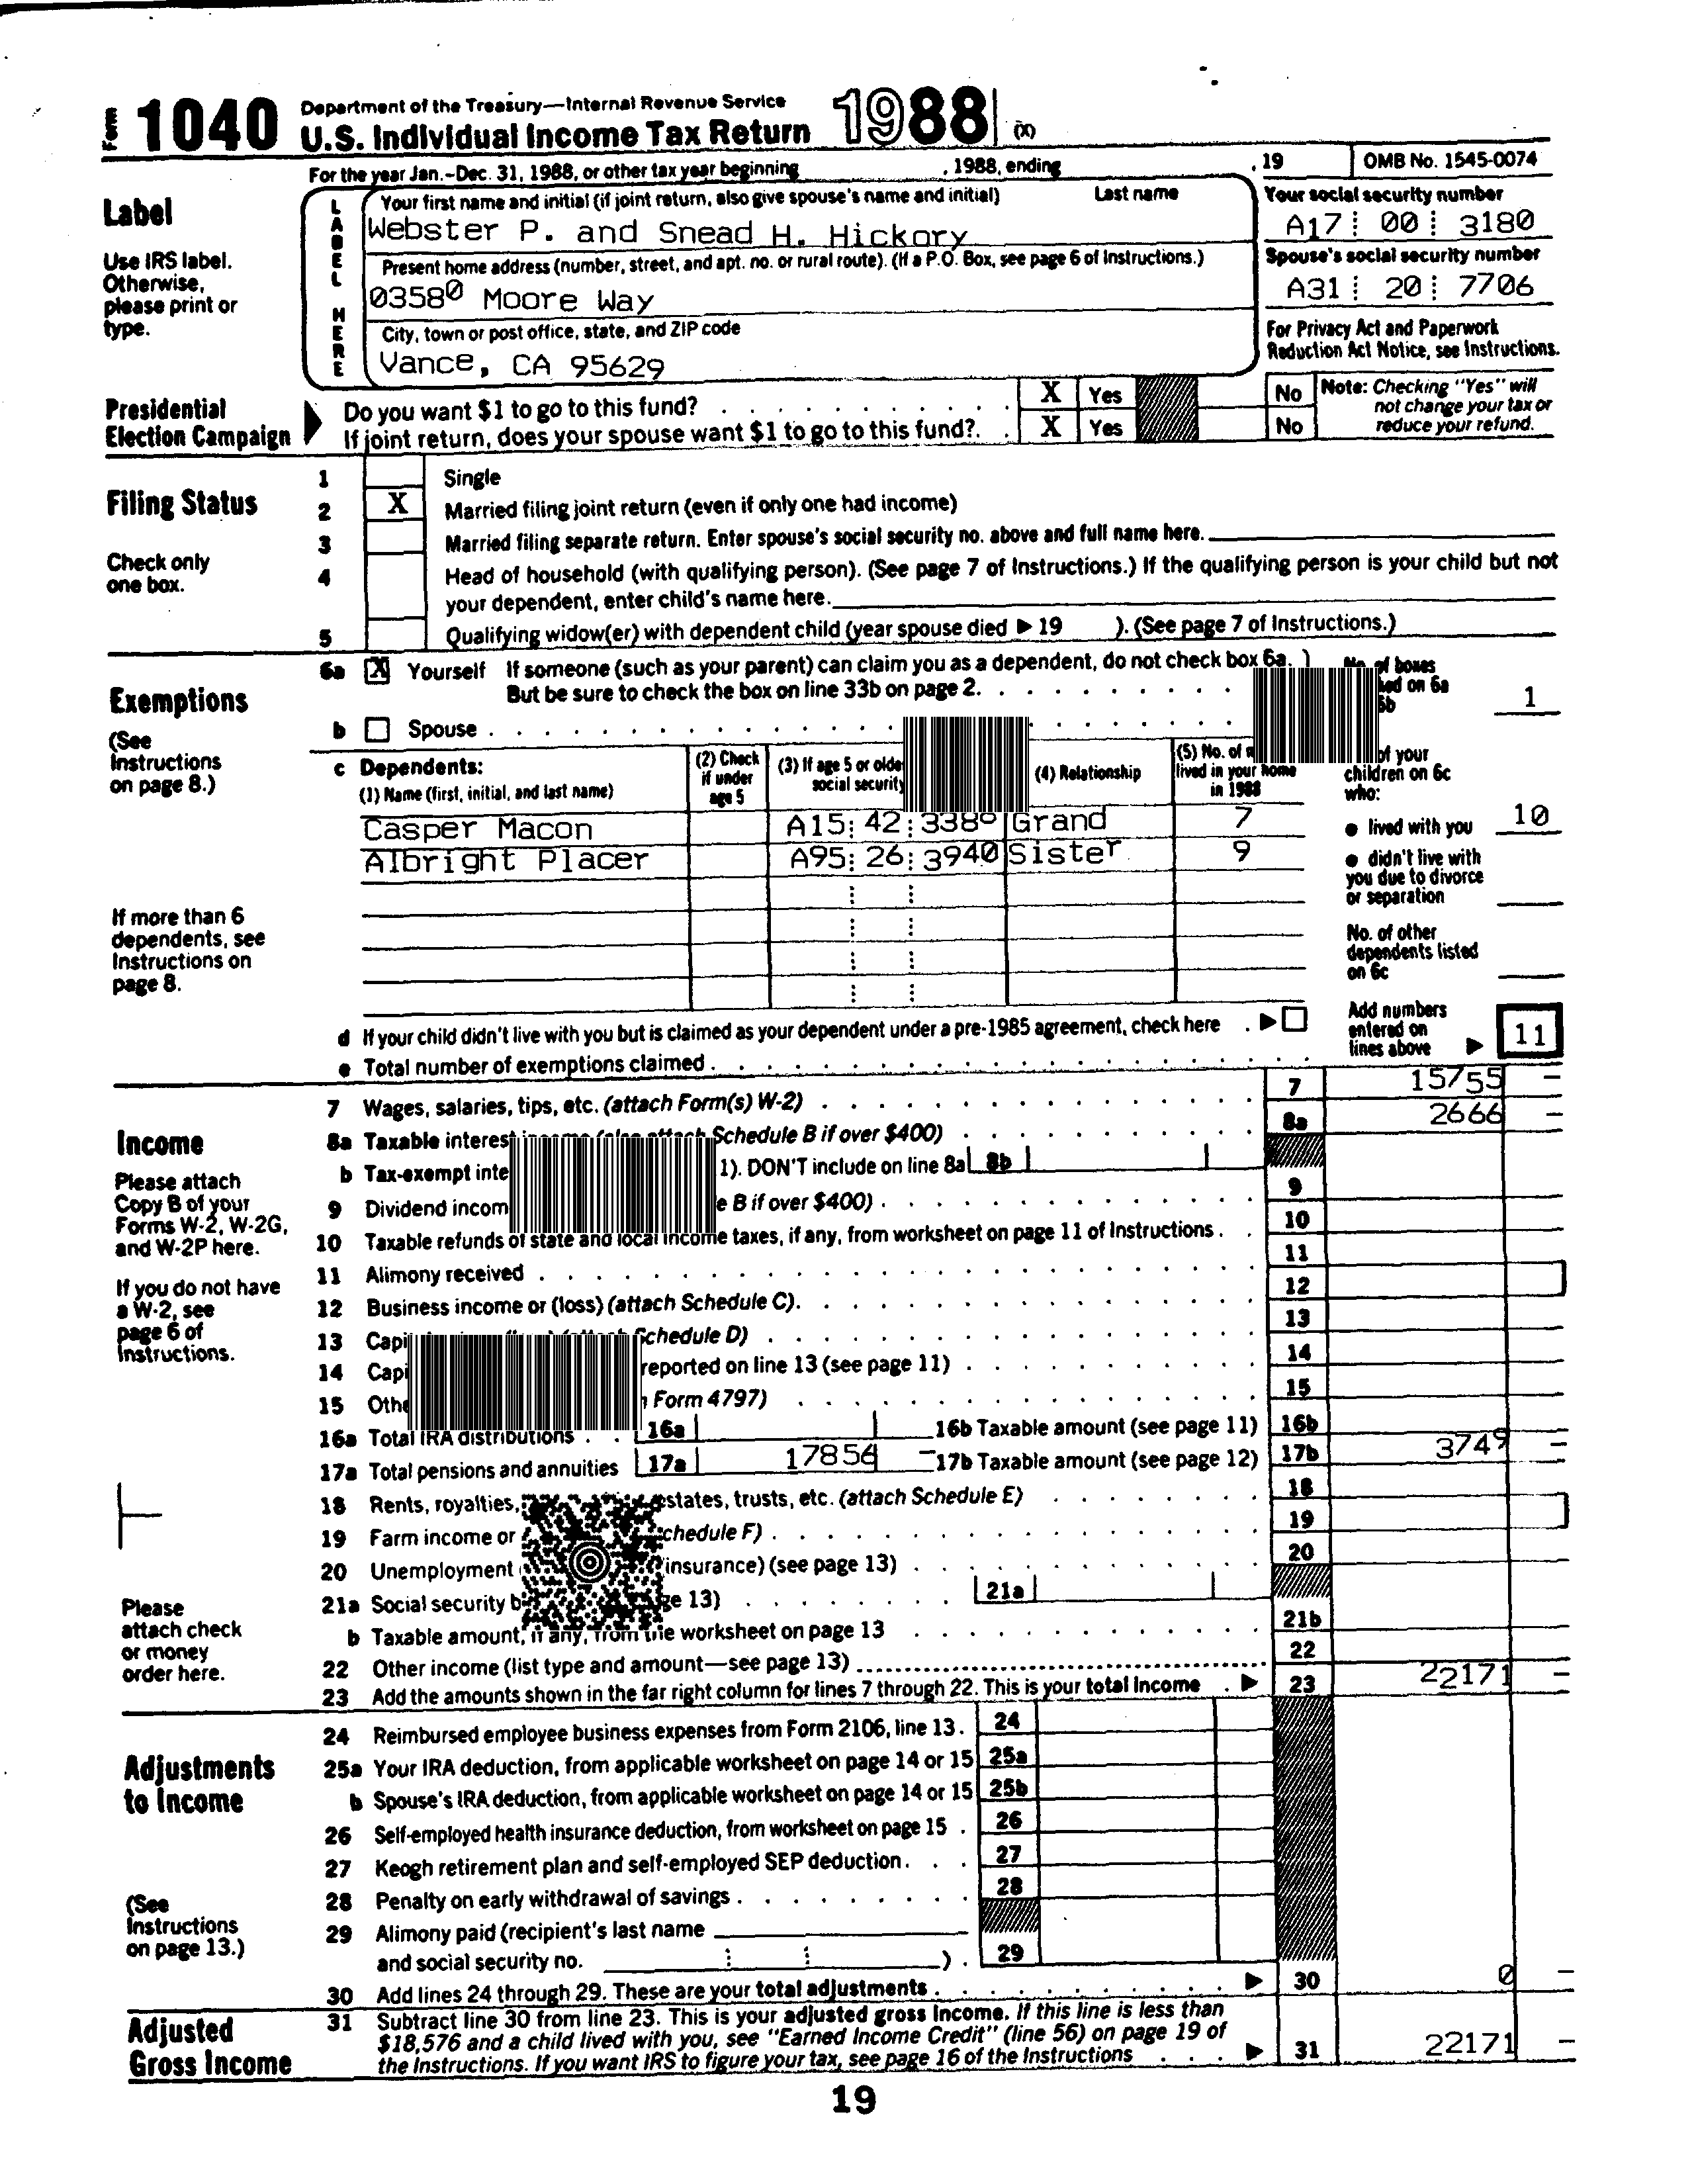 Form 1040 Department of the Treasury—Internal Revenue Service
U.S. Individual Income Tax Return 1988 (X)
For the year Jan.-Dec. 31, 1988, or other tax year beginning , 1988, ending , 19 OMB No. 1545-0074
Label
Use IRS label.
Otherwise,
please print or
type.
LABEL HERE
Your first name and initial (if joint return, also give spouse's name and initial) Last name
Webster P. and Snead H. Hickory
Your social security number
A17 00 3180
Present home address (number, street, and apt. no. or rural route). (If a P.O. Box, see page 6 of Instructions.)
03580 Moore Way
Spouse's social security number
A31 20 7706
City, town or post office, state, and ZIP code
Vance, CA 95629
For Privacy Act and Paperwork
Reduction Act Notice, see Instructions.
Presidential
Election Campaign
Do you want $1 to go to this fund? X Yes No
If joint return, does your spouse want $1 to go to this fund? X Yes No
Note: Checking "Yes" will
not change your tax or
reduce your refund.
Filing Status
Check only
one box.
1 Single
2 X Married filing joint return (even if only one had income)
3 Married filing separate return. Enter spouse's social security no. above and full name here.
4 Head of household (with qualifying person). (See page 7 of Instructions.) If the qualifying person is your child but not
your dependent, enter child's name here.
5 Qualifying widow(er) with dependent child (year spouse died ▶ 19 ). (See page 7 of Instructions.)
Exemptions
(See
Instructions
on page 8.)
6a X Yourself If someone (such as your parent) can claim you as a dependent, do not check box 6a.
But be sure to check the box on line 33b on page 2.
b Spouse
No. of boxes
on 6a
1
c Dependents:
(1) Name (first, initial, and last name)
(2) Check
if under
age 5
(3) If age 5 or
social security
(4) Relationship
(5) No. of
lived in your home
in 1988
of your
children on 6c
who:
Casper Macon A15 42 3380 Grand 7
● lived with you 10
Albright Placer A95 26 3940 Sister 9
● didn't live with
you due to divorce
or separation
If more than 6
dependents, see
Instructions on
page 8.
No. of other
dependents listed
on 6c
d If your child didn't live with you but is claimed as your dependent under a pre-1985 agreement, check here ▶
e Total number of exemptions claimed
Add numbers
entered on
lines above ▶ 11
Income
Please attach
Copy B of your
Forms W-2, W-2G,
and W-2P here.
If you do not have
a W-2, see
page 6 of
Instructions.
Please
attach check
or money
order here.
7 Wages, salaries, tips, etc. (attach Form(s) W-2) 7 15755 –
8a Taxable interest Schedule B if over $400) 8a 2666 –
b Tax-exempt 1). DON'T include on line 8a 8b
9 Dividend B if over $400) 9
10 Taxable refunds of state and local income taxes, if any, from worksheet on page 11 of Instructions 10
11 Alimony received 11
12 Business income or (loss) (attach Schedule C) 12
13 Schedule D) 13
14 reported on line 13 (see page 11) 14
15 Form 4797) 15
16a Total IRA distributions 16a 16b Taxable amount (see page 11) 16b
17a Total pensions and annuities 17a 17856 – 17b Taxable amount (see page 12) 17b 3749 –
18 Rents, royalties, estates, trusts, etc. (attach Schedule E) 18
19 Farm income or F) 19
20 Unemployment insurance) (see page 13) 20
21a Social security 13) 21a
b Taxable amount, if any, from the worksheet on page 13 21b
22 Other income (list type and amount—see page 13) 22
23 Add the amounts shown in the far right column for lines 7 through 22. This is your total income ▶ 23 22171 –
Adjustments
to Income
(See
Instructions
on page 13.)
24 Reimbursed employee business expenses from Form 2106, line 13. 24
25a Your IRA deduction, from applicable worksheet on page 14 or 15 25a
b Spouse's IRA deduction, from applicable worksheet on page 14 or 15 25b
26 Self-employed health insurance deduction, from worksheet on page 15 26
27 Keogh retirement plan and self-employed SEP deduction 27
28 Penalty on early withdrawal of savings 28
29 Alimony paid (recipient's last name
and social security no. ) 29
30 Add lines 24 through 29. These are your total adjustments ▶ 30 0 –
Adjusted
Gross Income
31 Subtract line 30 from line 23. This is your adjusted gross income. If this line is less than
$18,576 and a child lived with you, see "Earned Income Credit" (line 56) on page 19 of
the Instructions. If you want IRS to figure your tax, see page 16 of the Instructions ▶ 31 22171 –
19